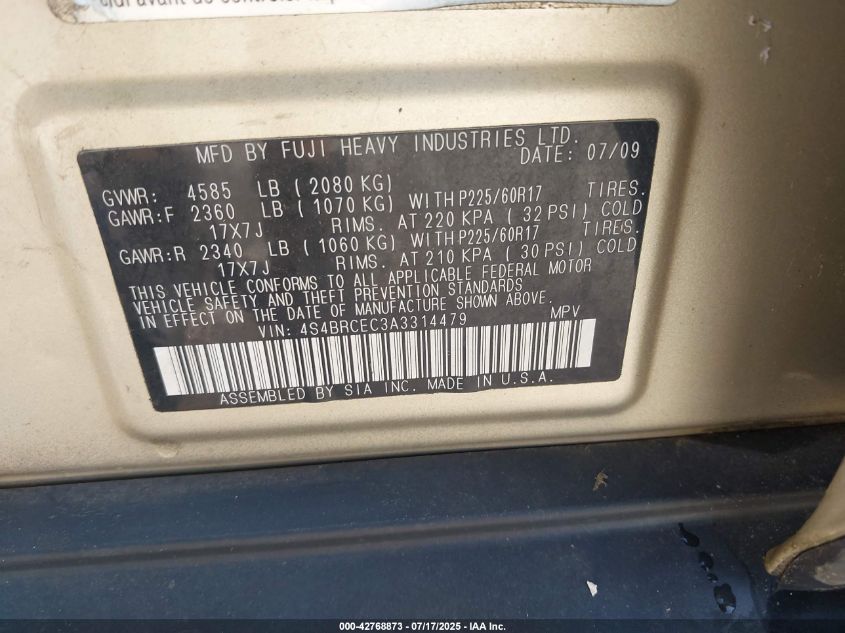 MFD BY FUJI HEAVY INDUSTRIES LTD.
DATE: 07/09
GVWR: 4585 LB ( 2080 KG)
GAWR:F 2360 LB ( 1070 KG) WITH P225/60R17 TIRES.
17X7J RIMS. AT 220 KPA ( 32 PSI) COLD
GAWR:R 2340 LB ( 1060 KG) WITH P225/60R17 TIRES.
17X7J RIMS. AT 210 KPA ( 30 PSI) COLD
THIS VEHICLE CONFORMS TO ALL APPLICABLE FEDERAL MOTOR
VEHICLE SAFETY AND THEFT PREVENTION STANDARDS
IN EFFECT ON THE DATE OF MANUFACTURE SHOWN ABOVE.
VIN: 4S4BRCEC3A3314479 MPV
ASSEMBLED BY SIA INC. MADE IN U.S.A.
000-42768873 - 07/17/2025 - IAA Inc.